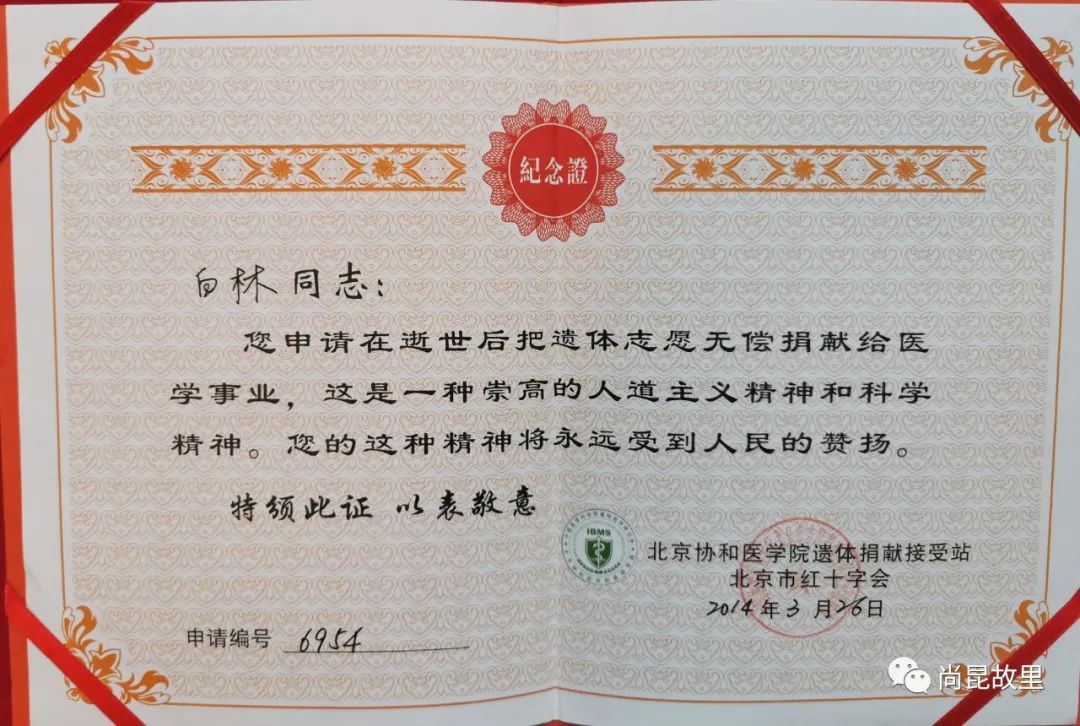 紀念證
白林同志：
您申请在逝世后把遗体志愿无偿捐献给医
学事业，这是一种崇高的人道主义精神和科学
精神。您的这种精神将永远受到人民的赞扬。
特颁此证 以表敬意
IBMS
北京协和医学院遗体捐献接受站
北京市红十字会
2014年3月26日
申请编号 6954
尚昆故里